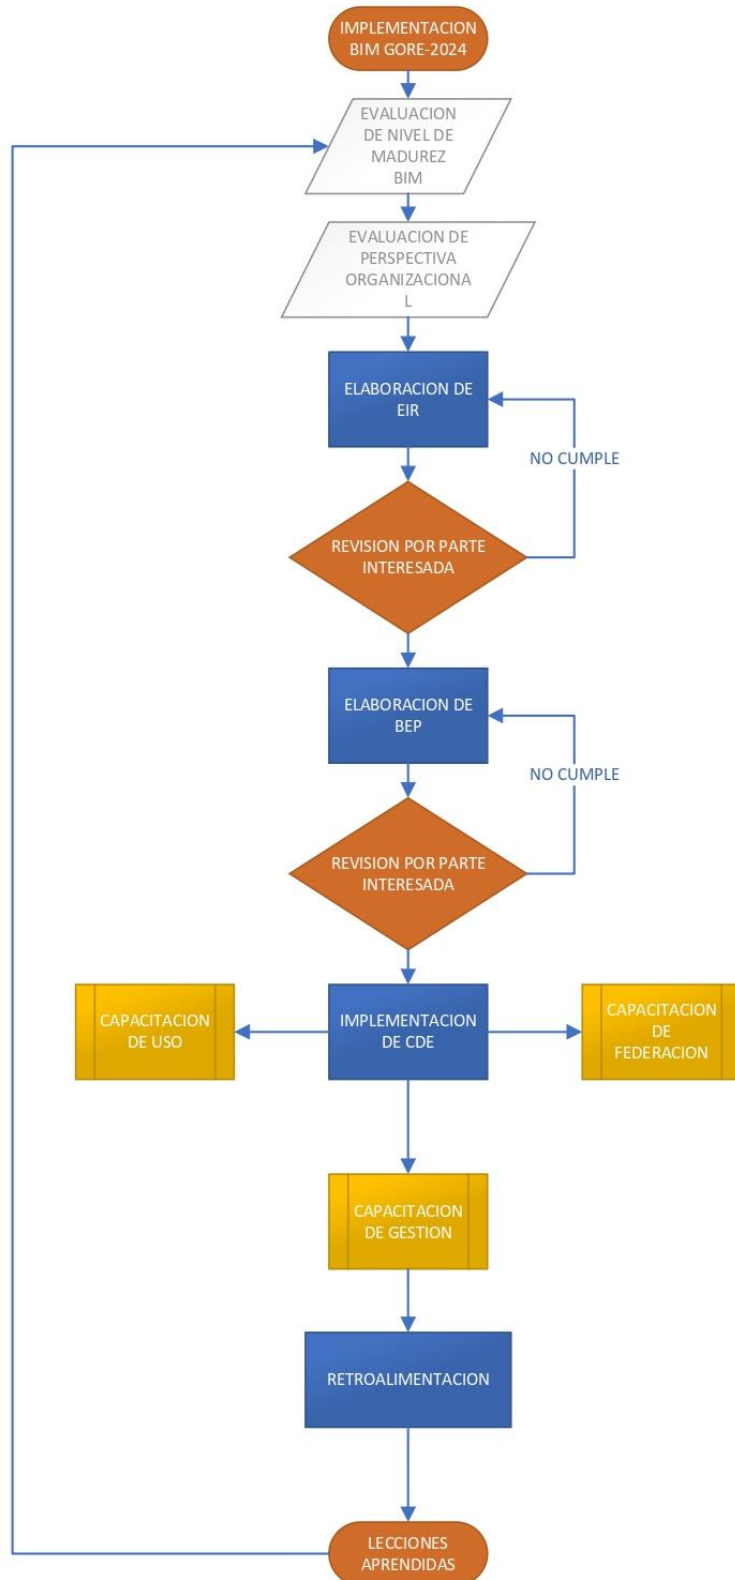 IMPLEMENTACION
BIM GORE-2024
EVALUACION
DE NIVEL DE
MADUREZ
BIM
EVALUACION DE
PERSPECTIVA
ORGANIZACIONA
L
ELABORACION DE
EIR
NO CUMPLE
REVISION POR PARTE
INTERESADA
ELABORACION DE
BEP
NO CUMPLE
REVISION POR PARTE
INTERESADA
CAPACITACION
DE USO
IMPLEMENTACION
DE CDE
CAPACITACION
DE
FEDERACION
CAPACITACION
DE GESTION
RETROALIMENTACION
LECCIONES
APRENDIDAS